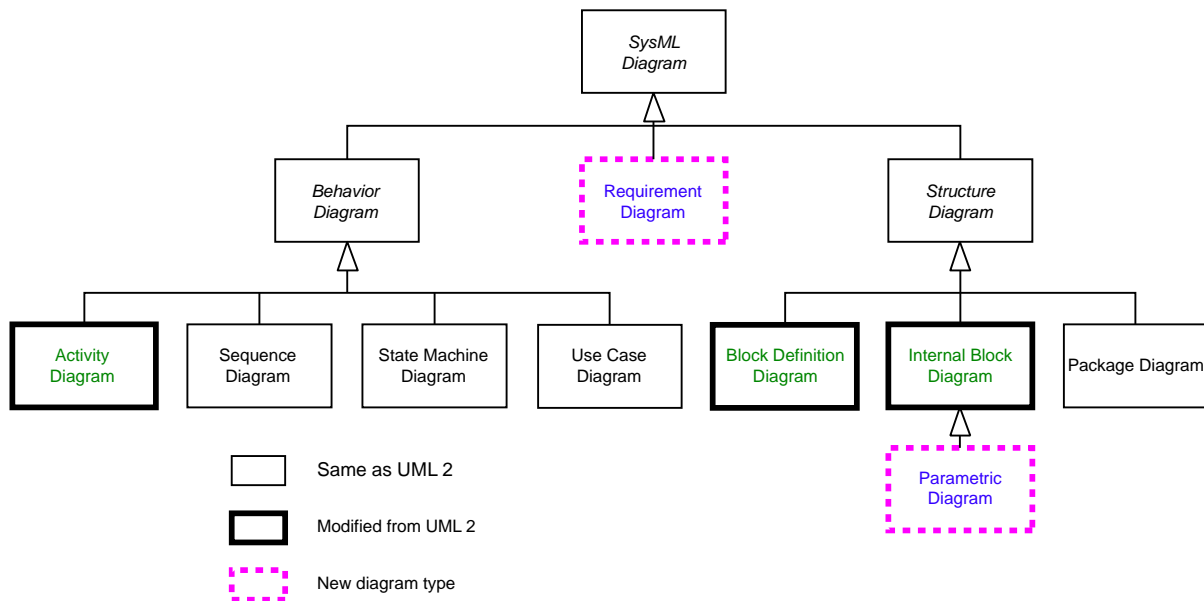 SysML
Diagram
Behavior
Diagram
Requirement
Diagram
Structure
Diagram
Activity
Diagram
Sequence
Diagram
State Machine
Diagram
Use Case
Diagram
Block Definition
Diagram
Internal Block
Diagram
Package Diagram
Parametric
Diagram
Same as UML 2
Modified from UML 2
New diagram type